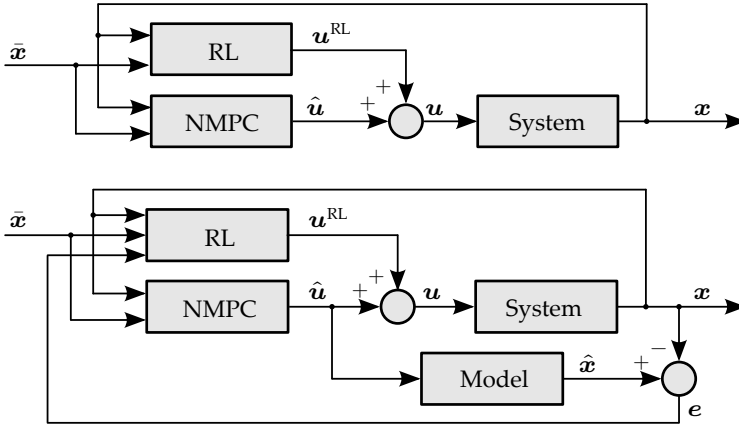 x̄ RL u^RL
NMPC û + + u System x
x̄ RL u^RL
NMPC û + + u System x
Model x̂ + −
e